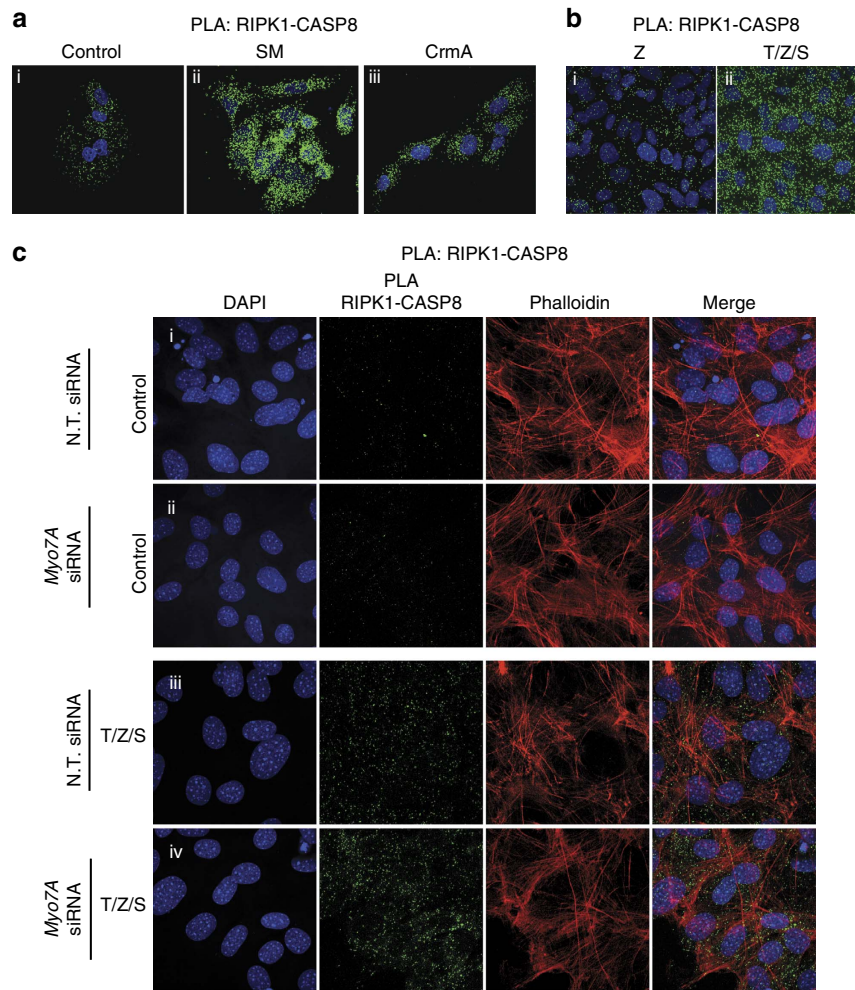 a
PLA: RIPK1-CASP8
Control
SM
CrmA
i
ii
iii
b
PLA: RIPK1-CASP8
Z
T/Z/S
i
ii
c
PLA: RIPK1-CASP8
DAPI
PLA
RIPK1-CASP8
Phalloidin
Merge
N.T. siRNA
Control
i
Myo7A
siRNA
Control
ii
N.T. siRNA
T/Z/S
iii
Myo7A
siRNA
T/Z/S
iv